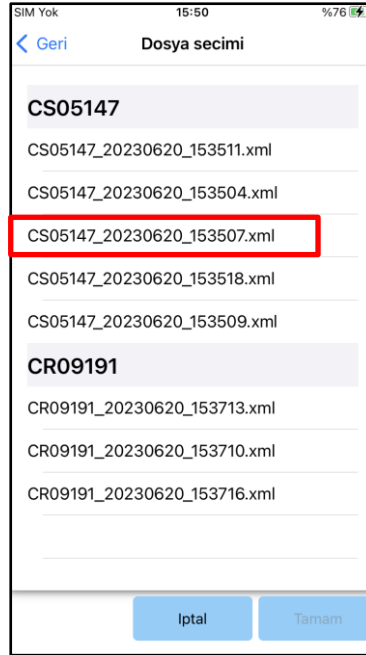 SIM Yok 15:50 %76
Geri Dosya secimi
CS05147
CS05147_20230620_153511.xml
CS05147_20230620_153504.xml
CS05147_20230620_153507.xml
CS05147_20230620_153518.xml
CS05147_20230620_153509.xml
CR09191
CR09191_20230620_153713.xml
CR09191_20230620_153710.xml
CR09191_20230620_153716.xml
Iptal Tamam